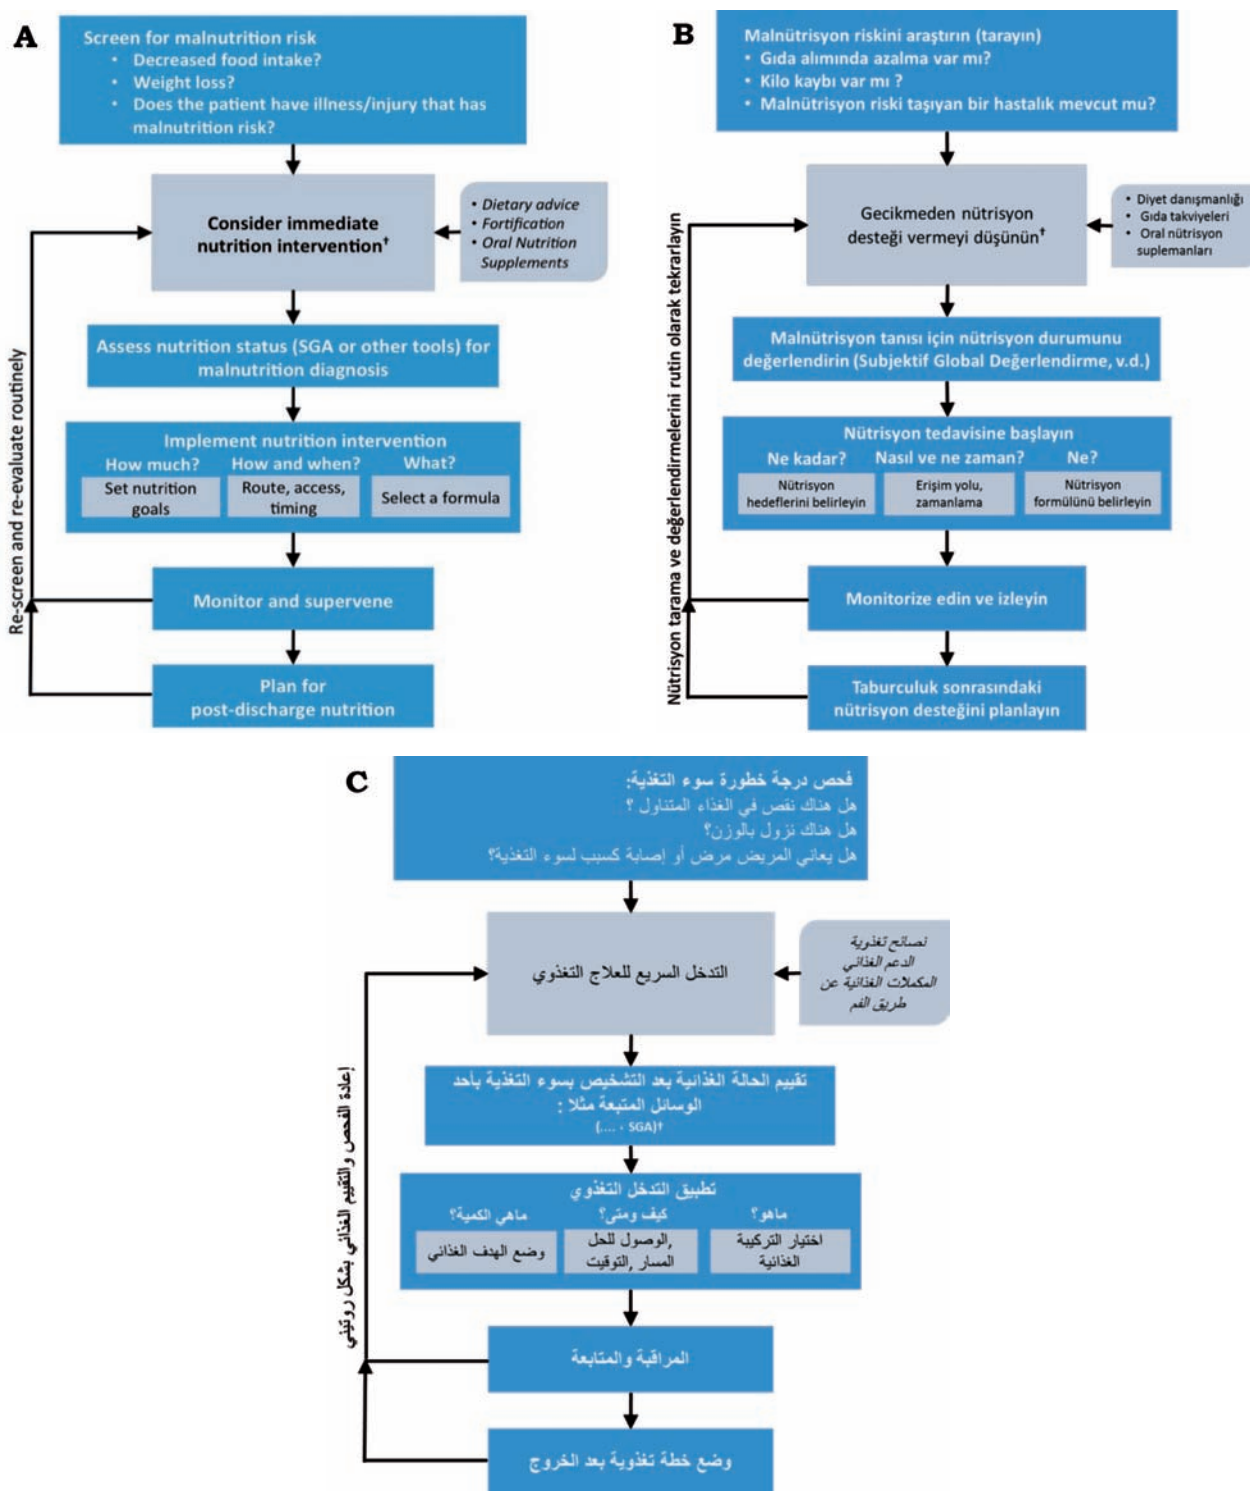 A
Screen for malnutrition risk
• Decreased food intake?
• Weight loss?
• Does the patient have illness/injury that has
malnutrition risk?
Consider immediate
nutrition intervention†
• Dietary advice
• Fortification
• Oral Nutrition
Supplements
Assess nutrition status (SGA or other tools) for
malnutrition diagnosis
Implement nutrition intervention
How much?
Set nutrition
goals
How and when?
Route, access,
timing
What?
Select a formula
Monitor and supervene
Plan for
post-discharge nutrition
Re-screen and re-evaluate routinely
B
Malnütrisyon riskini araştırın (tarayın)
• Gıda alımında azalma var mı?
• Kilo kaybı var mı ?
• Malnütrisyon riski taşıyan bir hastalık mevcut mu?
Gecikmeden nütrisyon
desteği vermeyi düşünün†
• Diyet danışmanlığı
• Gıda takviyeleri
• Oral nütrisyon
suplemanları
Malnütrisyon tanısı için nütrisyon durumunu
değerlendirin (Subjektif Global Değerlendirme, v.d.)
Nütrisyon tedavisine başlayın
Ne kadar?
Nütrisyon
hedeflerini belirleyin
Nasıl ve ne zaman?
Erişim yolu,
zamanlama
Ne?
Nütrisyon
formülünü belirleyin
Monitorize edin ve izleyin
Taburculuk sonrasındaki
nütrisyon desteğini planlayın
Nütrisyon tarama ve değerlendirmelerini rutin olarak tekrarlayın
C
فحص درجة خطورة سوء التغذية:
هل هناك نقص في الغذاء المتناول ؟
هل هناك نزول بالوزن؟
هل يعاني المريض مرض أو إصابة كسبب لسوء التغذية؟
التدخل السريع للعلاج التغذوي
نصائح تغذوية
الدعم الغذائي
المكملات الغذائية عن
طريق الفم
تقييم الحالة الغذائية بعد التشخيص بسوء التغذية بأحد
الوسائل المتبعة مثلا :
(.... ، SGA)†
تطبيق التدخل التغذوي
ماهو؟
اختيار التركيبة
الغذائية
كيف ومتى؟
الوصول للحل,
المسار ,التوقيت
ماهي الكمية؟
وضع الهدف الغذائي
المراقبة والمتابعة
وضع خطة تغذوية بعد الخروج
إعادة الفحص والتقييم الغذائي بشكل روتيني